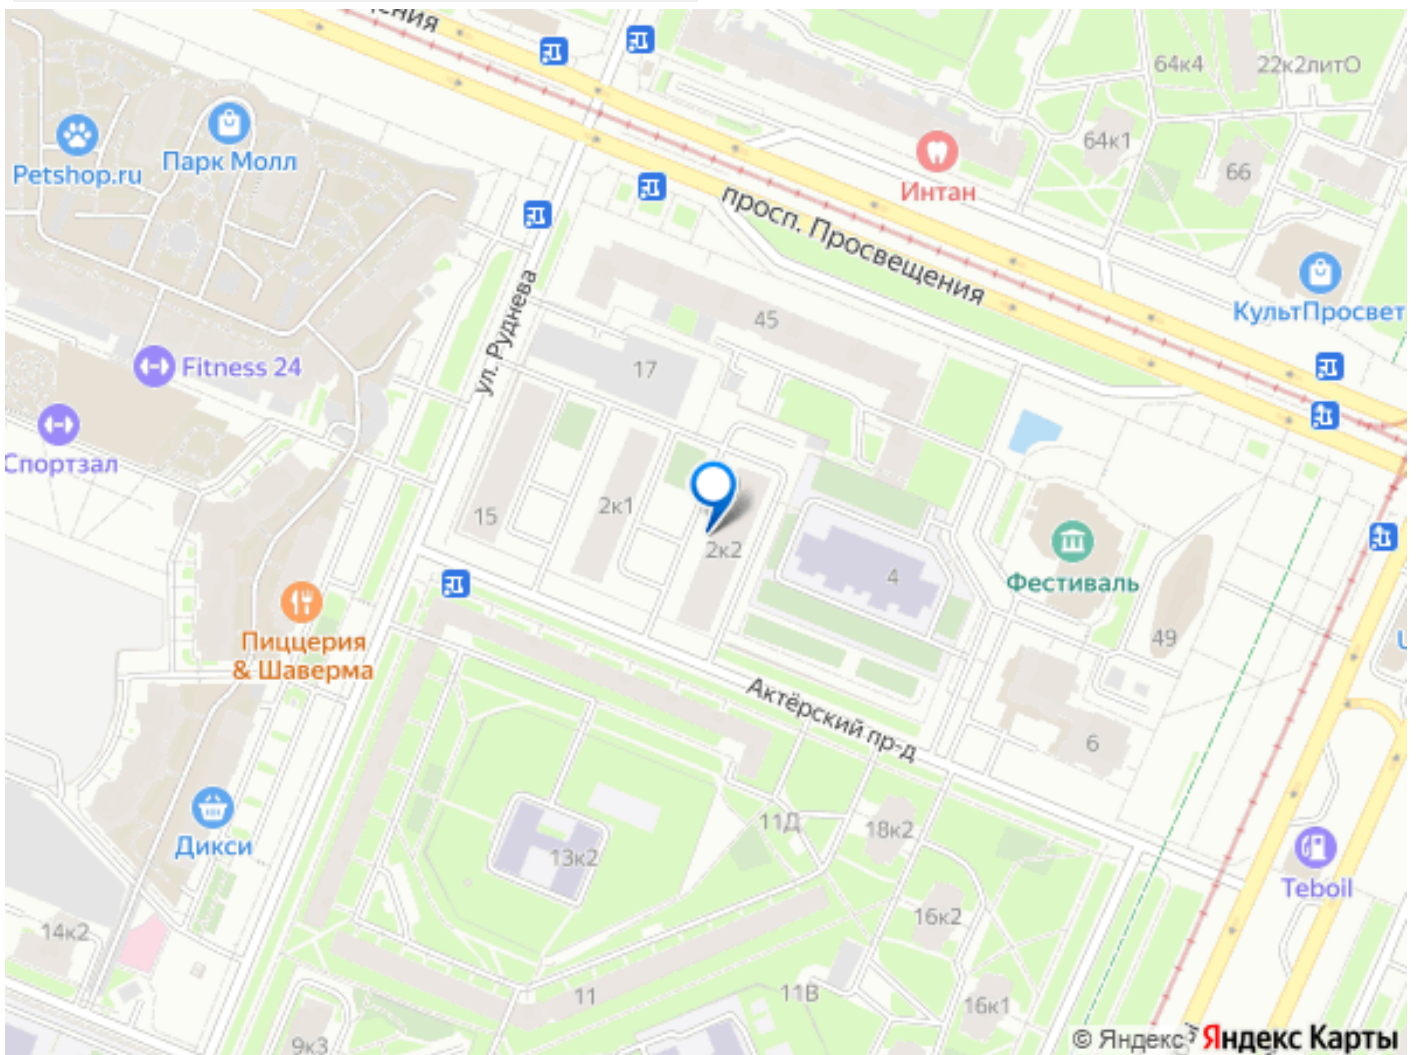 64к4
22к2литО
64к1
66
Парк Молл
Petshop.ru
Интан
просп. Просвещения
КультПросвет
ул. Руднева
45
17
Fitness 24
Спортзал
15
2к1
2к2
4
Фестиваль
49
Пиццерия
& Шаверма
Актёрский пр-д
6
11Д
18к2
13к2
Дикси
Teboil
14к2
16к2
11
11В
16к1
9к3
© Яндекс Яндекс Карты